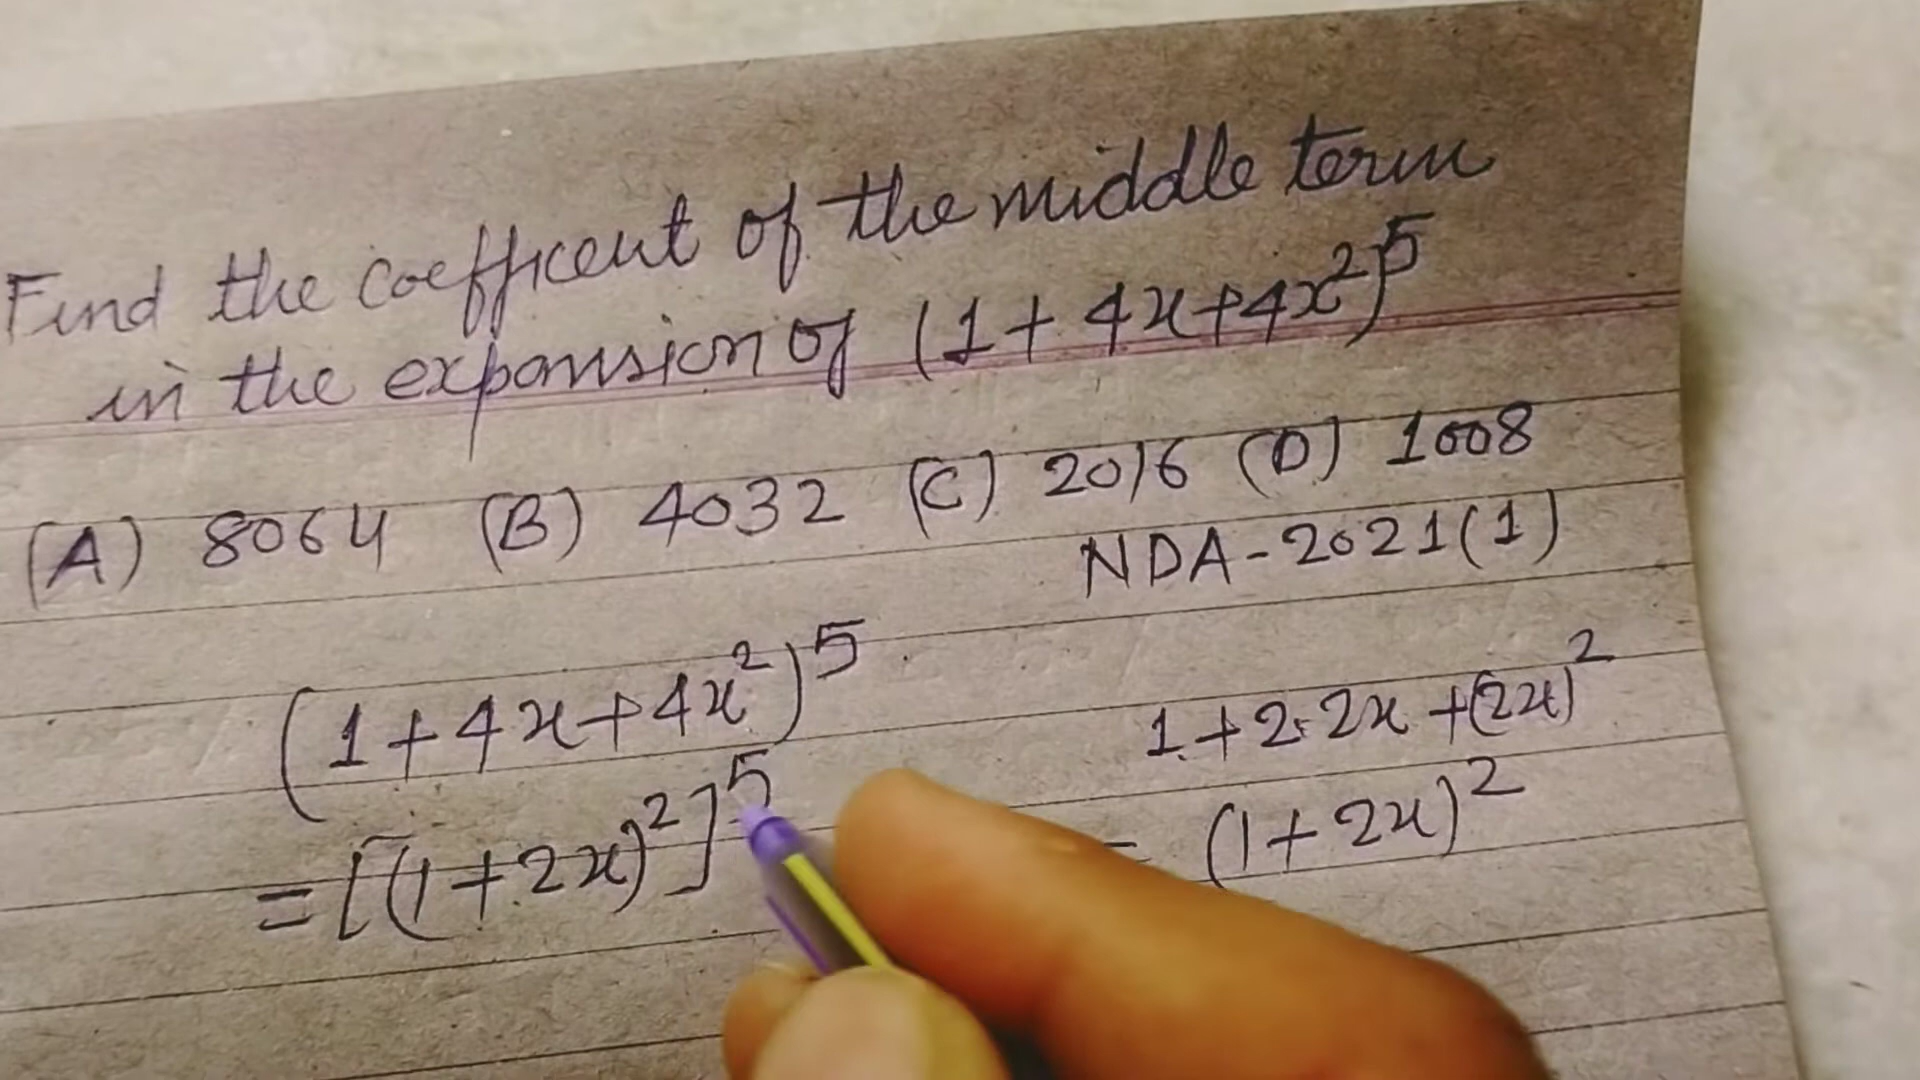 Find the coefficent of the middle term
in the expansion of (1 + 4x + 4x²)⁵
(A) 8064 (B) 4032 (C) 2016 (D) 1008
NDA-2021(1)
(1 + 4x + 4x²)⁵
= [(1 + 2x)²]⁵
1 + 2·2x + (2x)²
= (1 + 2x)²